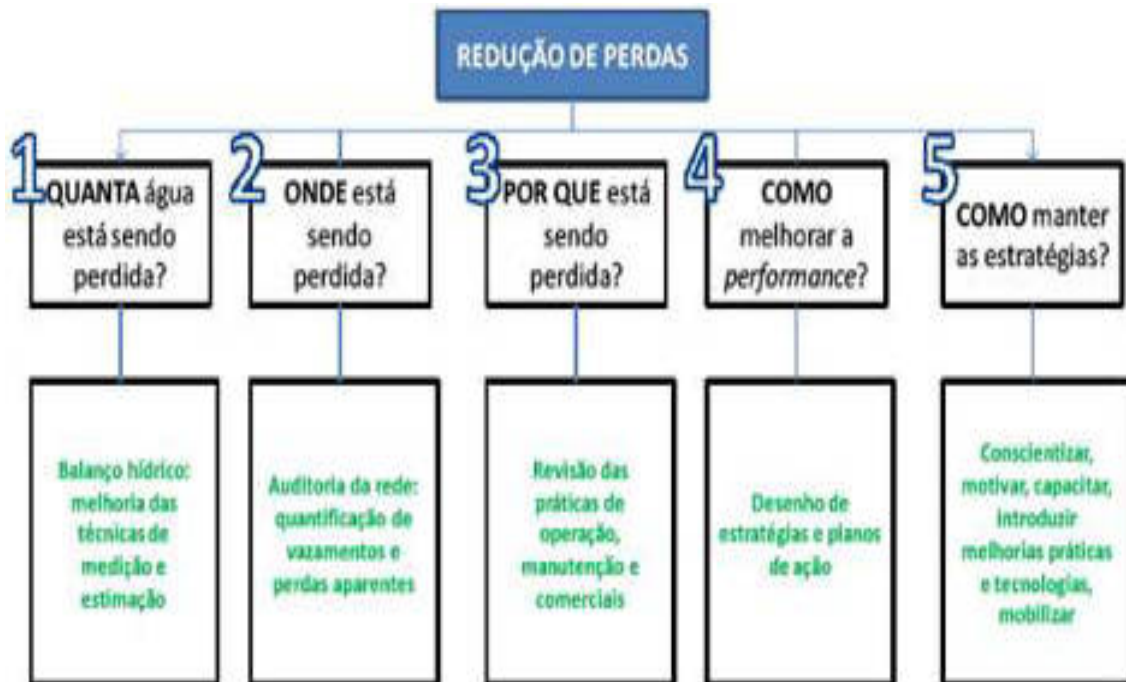 REDUÇÃO DE PERDAS
1
QUANTA água
está sendo
perdida?
2
ONDE está
sendo
perdida?
3
POR QUE está
sendo
perdida?
4
COMO
melhorar a
performance?
5
COMO manter
as estratégias?
Balanço hídrico:
melhoria das
técnicas de
medição e
estimação
Auditoria da rede:
quantificação de
vazamentos e
perdas aparentes
Revisão das
práticas de
operação,
manutenção e
comerciais
Desenho de
estratégias e planos
de ação
Conscientizar,
motivar, capacitar,
introduzir
melhorias práticas
e tecnologias,
mobilizar